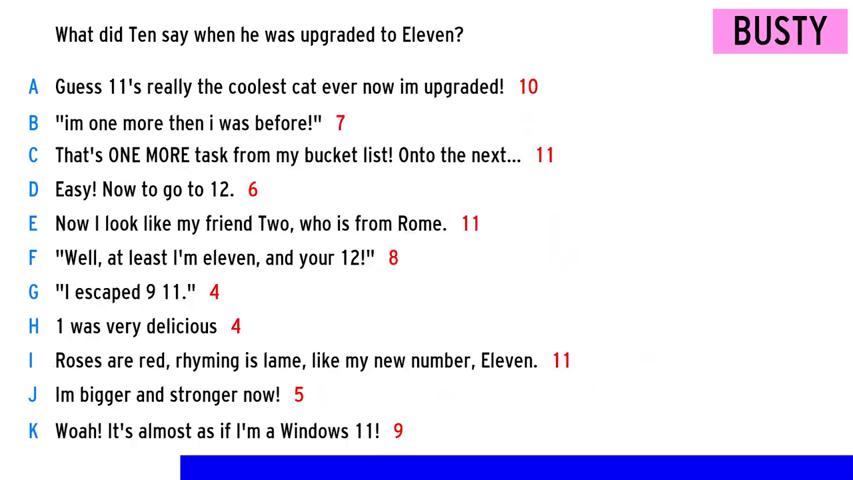 What did Ten say when he was upgraded to Eleven?
BUSTY
A Guess 11's really the coolest cat ever now im upgraded! 10
B "im one more then i was before!" 7
C That's ONE MORE task from my bucket list! Onto the next... 11
D Easy! Now to go to 12. 6
E Now I look like my friend Two, who is from Rome. 11
F "Well, at least I'm eleven, and your 12!" 8
G "I escaped 9 11." 4
H 1 was very delicious 4
I Roses are red, rhyming is lame, like my new number, Eleven. 11
J Im bigger and stronger now! 5
K Woah! It's almost as if I'm a Windows 11! 9